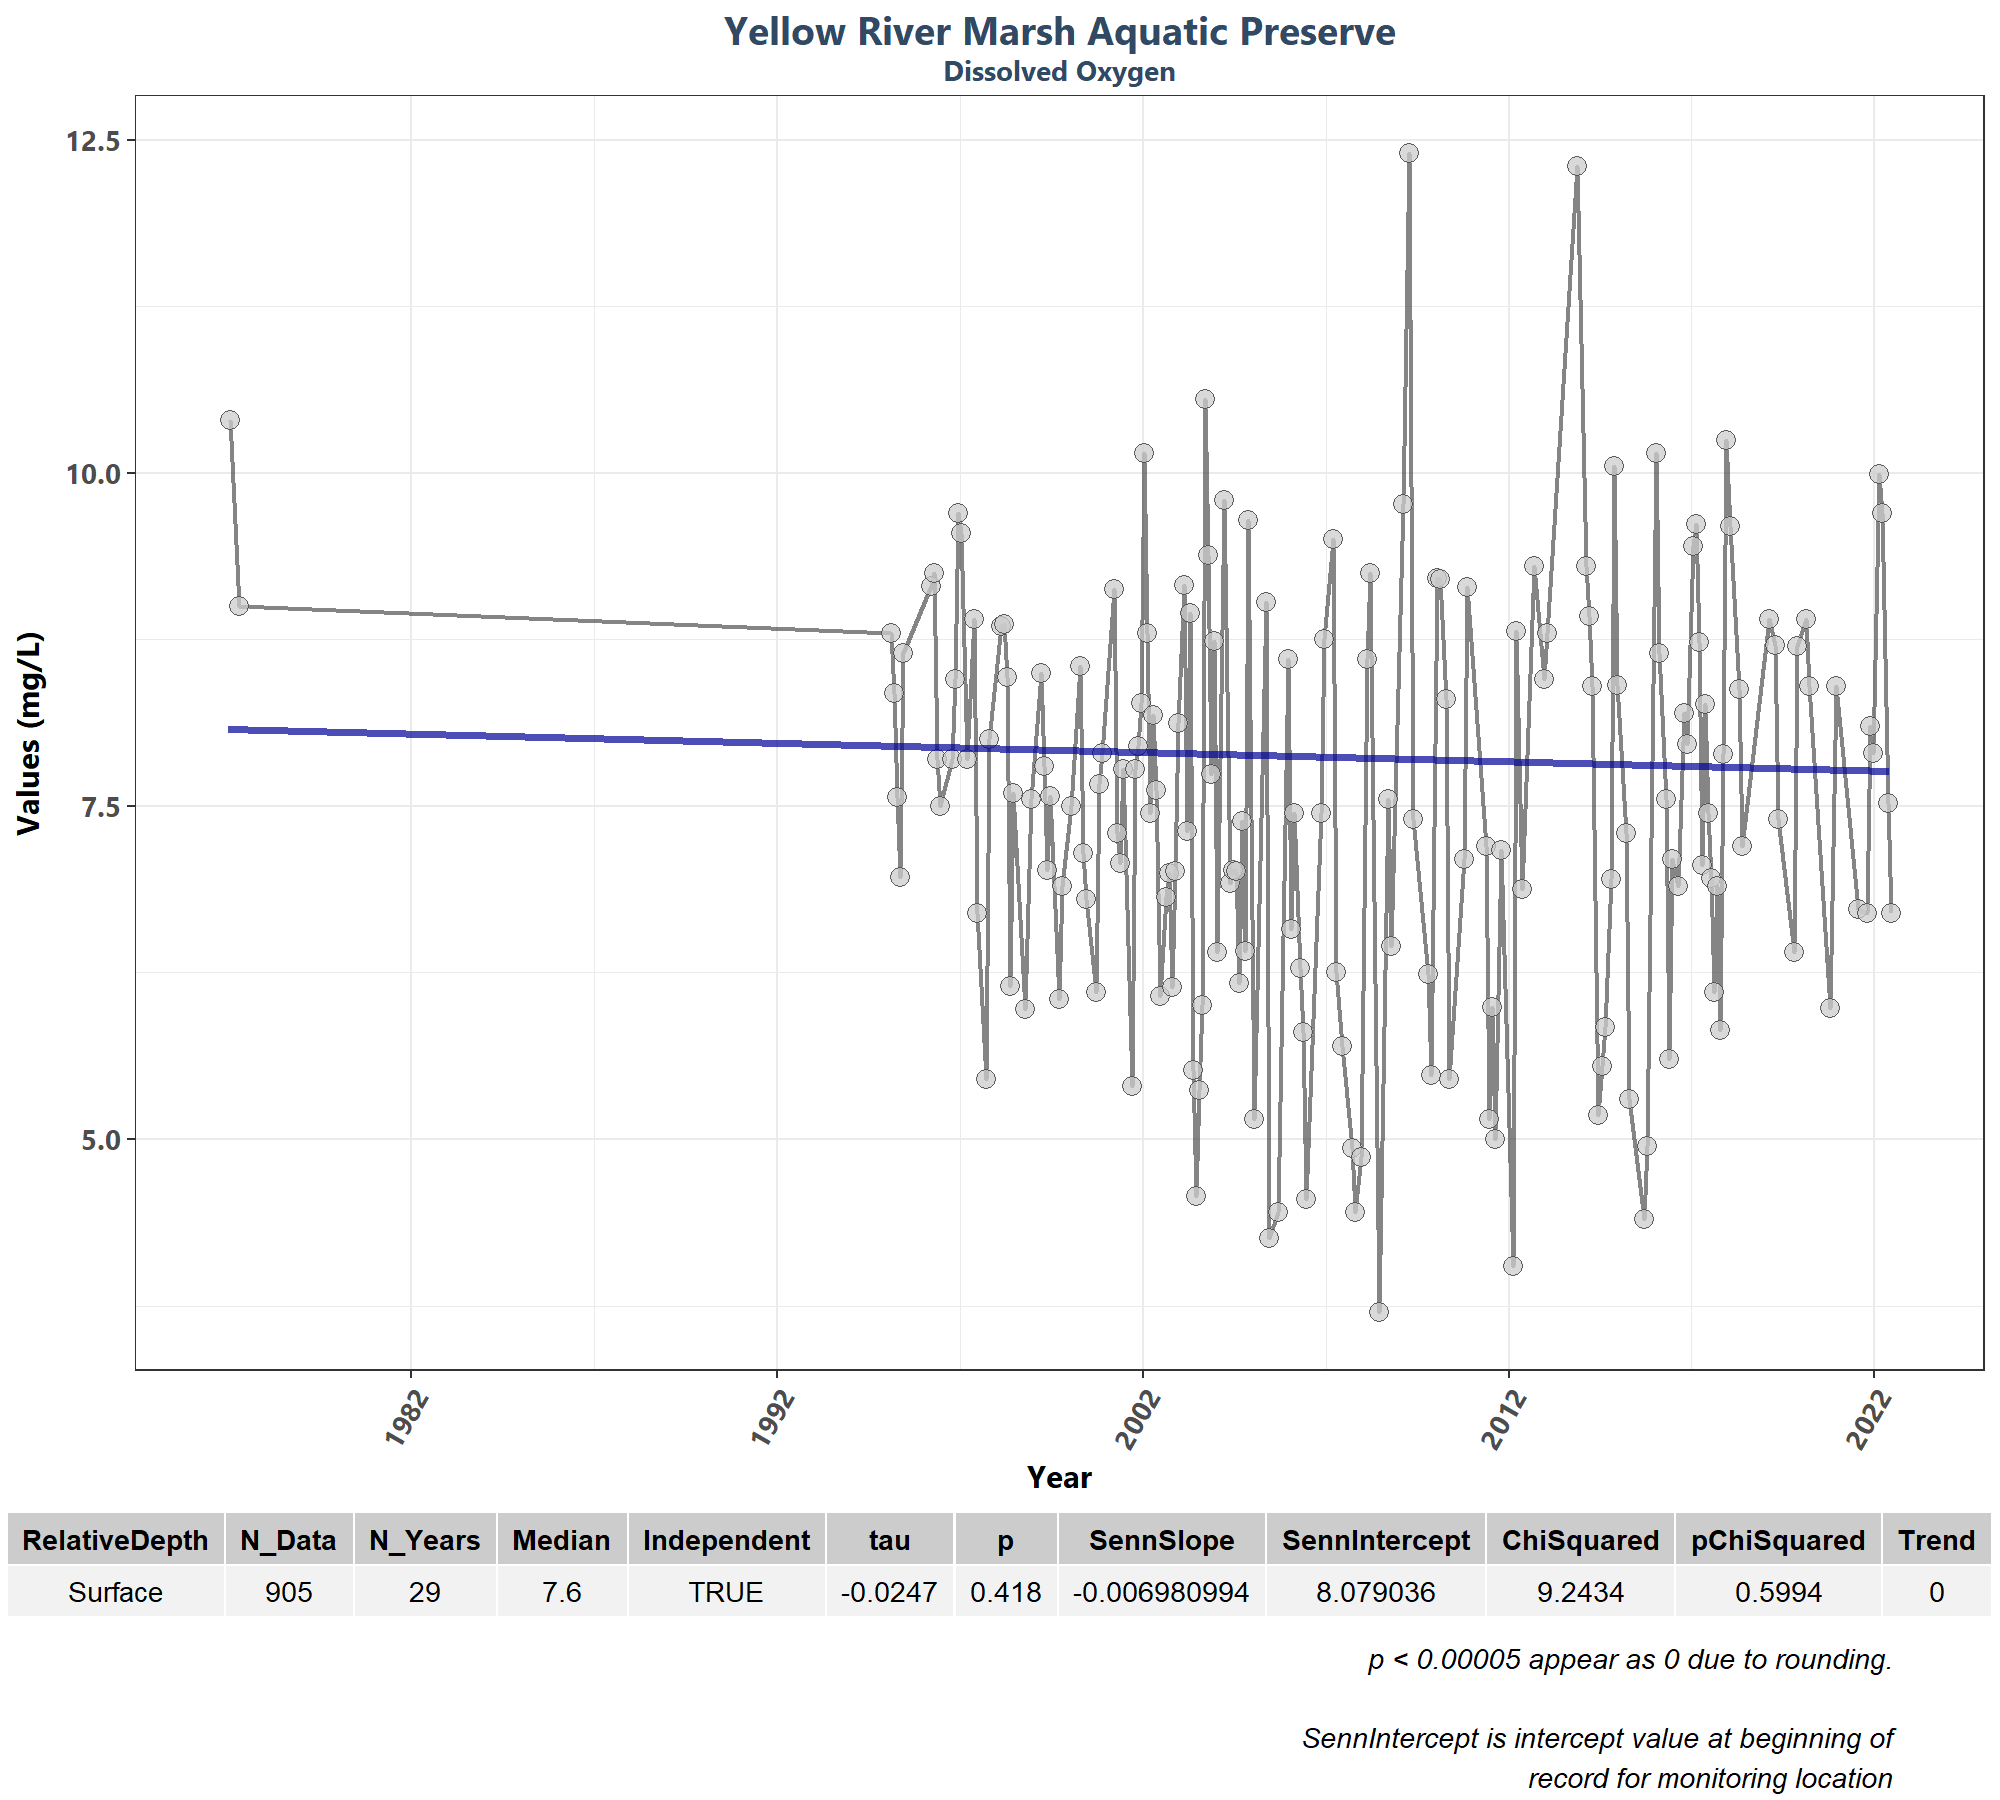 Yellow River Marsh Aquatic Preserve
Dissolved Oxygen
Values (mg/L)
12.5
10.0
7.5
5.0
1982 1992 2002 2012 2022
Year
RelativeDepth N_Data N_Years Median Independent tau p SennSlope SennIntercept ChiSquared pChiSquared Trend
Surface 905 29 7.6 TRUE -0.0247 0.418 -0.006980994 8.079036 9.2434 0.5994 0
p < 0.00005 appear as 0 due to rounding.
SennIntercept is intercept value at beginning of
record for monitoring location